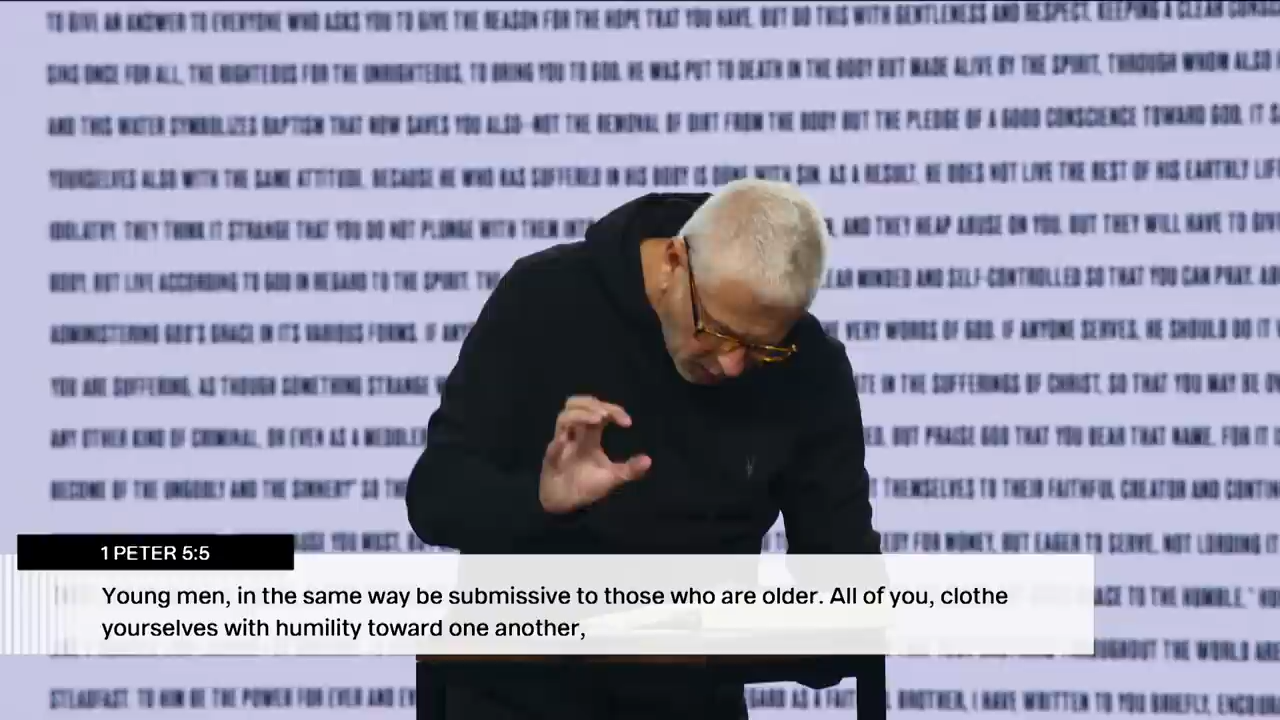 TO GIVE AN ANSWER TO EVERYONE WHO ASKS YOU TO GIVE THE REASON FOR THE HOPE THAT YOU HAVE. BUT DO THIS WITH GENTLENESS AND RESPECT, KEEPING A CLEAR
SINS ONCE FOR ALL, THE RIGHTEOUS FOR THE UNRIGHTEOUS, TO BRING YOU TO GOD. HE WAS PUT TO DEATH IN THE BODY BUT MADE ALIVE BY THE SPIRIT, THROUGH WHOM ALSO
AND THIS WATER SYMBOLIZES BAPTISM THAT NOW SAVES YOU ALSO--NOT THE REMOVAL OF DIRT FROM THE BODY BUT THE PLEDGE OF A GOOD CONSCIENCE TOWARD GOD. IT
YOURSELVES ALSO WITH THE SAME ATTITUDE, BECAUSE HE WHO HAS SUFFERED IN HIS BODY IS DONE WITH SIN. AS A RESULT, HE DOES NOT LIVE THE REST OF HIS EARTHLY
IDOLATRY. THEY THINK IT STRANGE THAT YOU DO NOT PLUNGE WITH THEM AND THEY HEAP ABUSE ON YOU. BUT THEY WILL HAVE TO
BODY, BUT LIVE ACCORDING TO GOD IN REGARD TO THE SPIRIT. MINDED AND SELF-CONTROLLED SO THAT YOU CAN PRAY.
ADMINISTERING GOD'S GRACE IN ITS VARIOUS FORMS. IF VERY WORDS OF GOD. IF ANYONE SERVES, HE SHOULD DO IT
YOU ARE SUFFERING, AS THOUGH SOMETHING STRANGE IN THE SUFFERINGS OF CHRIST, SO THAT YOU MAY BE
ANY OTHER KIND OF CRIMINAL, OR EVEN AS A BUT PRAISE GOD THAT YOU BEAR THAT NAME. FOR IT
BECOME OF THE UNGODLY AND THE SINNER?" SO THEMSELVES TO THEIR FAITHFUL CREATOR AND
YOU MUST, FOR MONEY, BUT EAGER TO SERVE, NOT LORDING IT
1 PETER 5:5
Young men, in the same way be submissive to those who are older. All of you, clothe
yourselves with humility toward one another,
TO THE HUMBLE."
THE WORLD
STEADFAST. TO HIM BE THE POWER FOR EVER AND BROTHER, I HAVE WRITTEN TO YOU BRIEFLY,